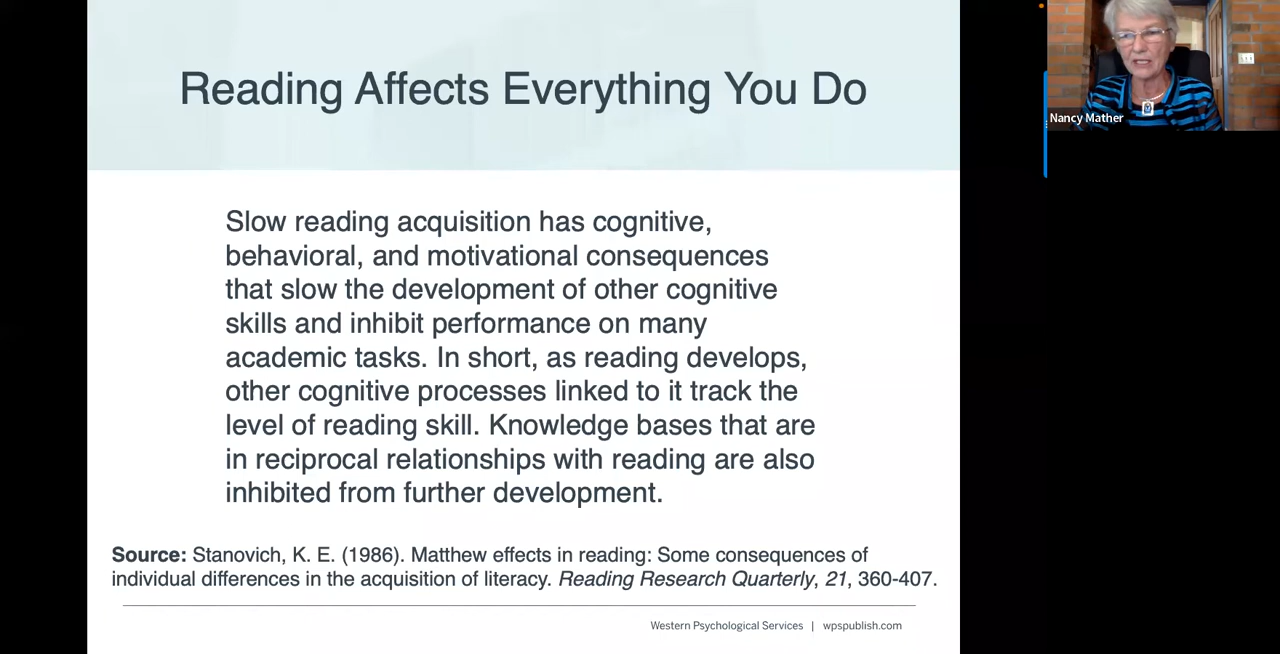 Reading Affects Everything You Do
Nancy Mather
Slow reading acquisition has cognitive,
behavioral, and motivational consequences
that slow the development of other cognitive
skills and inhibit performance on many
academic tasks. In short, as reading develops,
other cognitive processes linked to it track the
level of reading skill. Knowledge bases that are
in reciprocal relationships with reading are also
inhibited from further development.
Source: Stanovich, K. E. (1986). Matthew effects in reading: Some consequences of
individual differences in the acquisition of literacy. Reading Research Quarterly, 21, 360-407.
Western Psychological Services | wpspublish.com